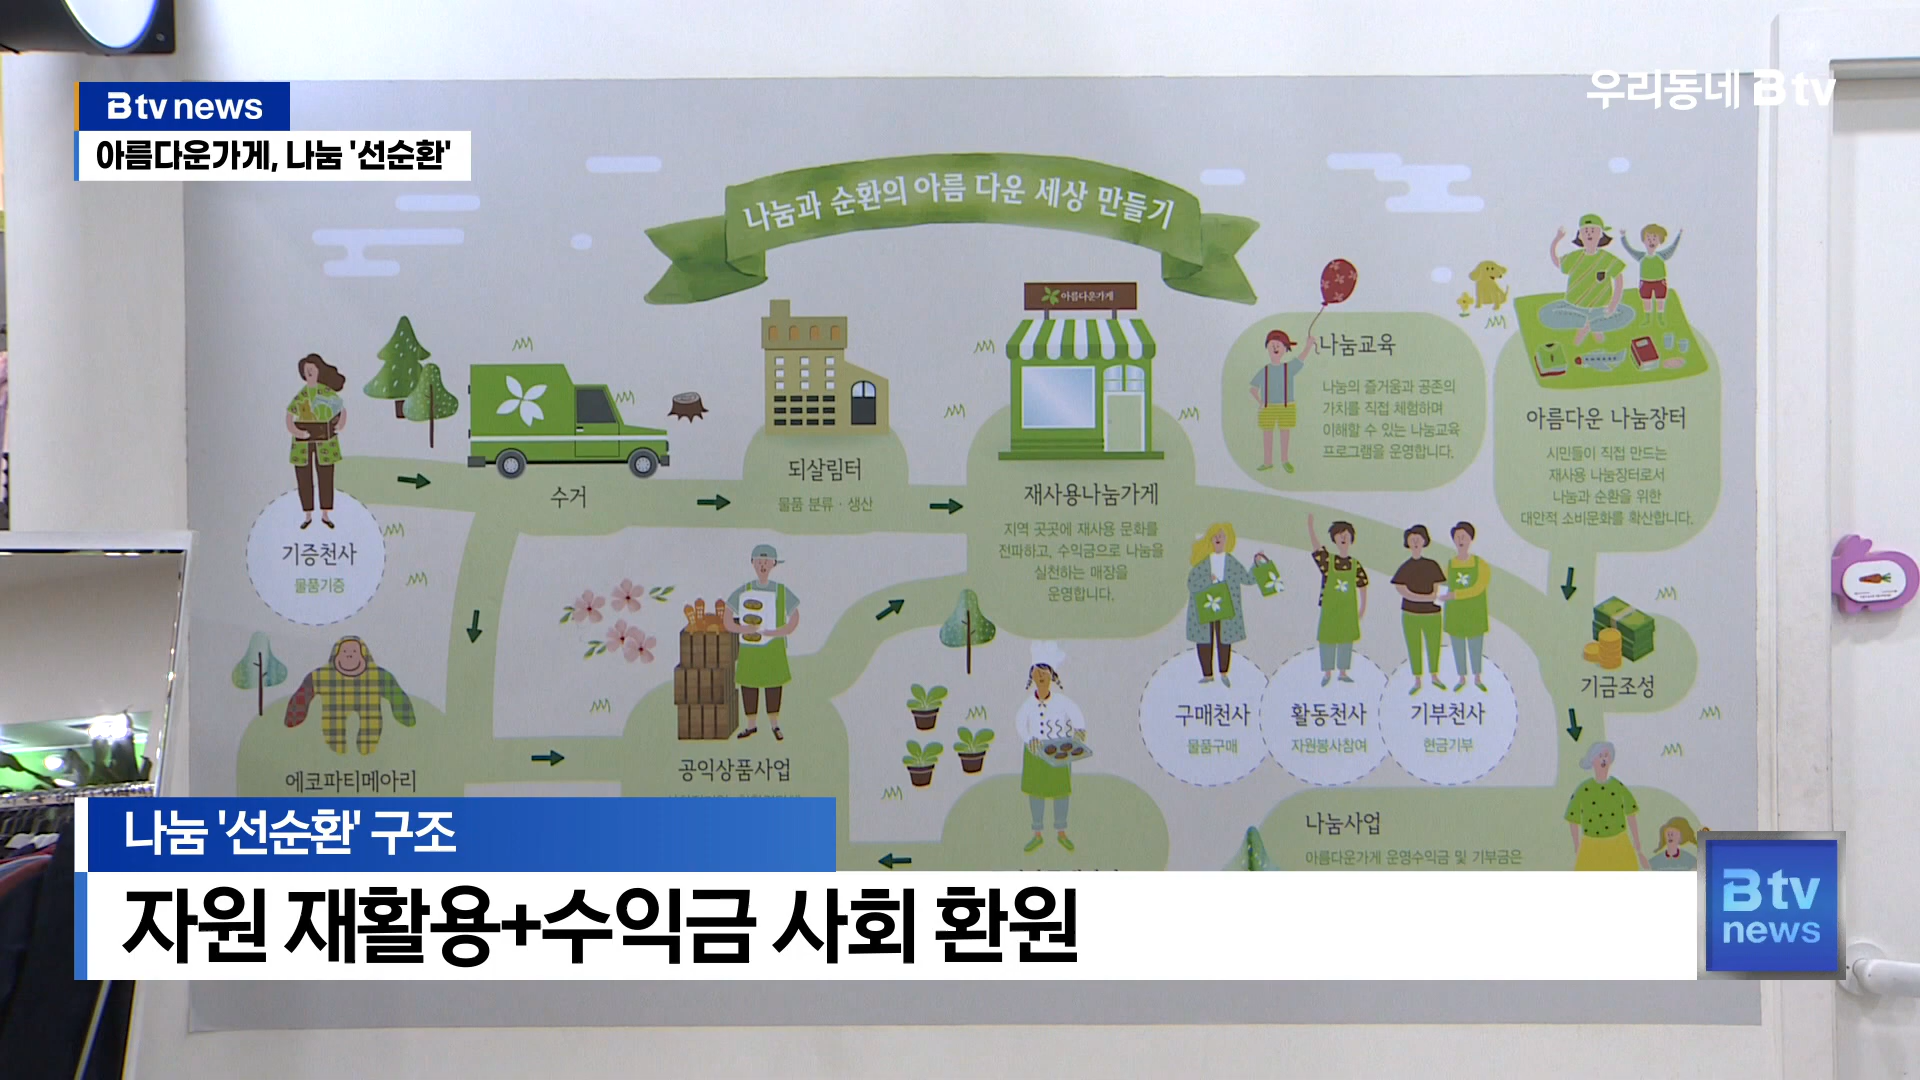 B tv news
아름다운가게, 나눔 '선순환'
우리동네 B tv
나눔과 순환의 아름다운 세상 만들기
아름다운가게
기증천사
물품기증
수거
되살림터
물품 분류 · 생산
재사용나눔가게
지역 곳곳에 재사용 문화를
전파하고, 수익금으로 나눔을
실천하는 매장을
운영합니다.
나눔교육
나눔의 즐거움과 공존의
가치를 직접 체험하며
이해할 수 있는 나눔교육
프로그램을 운영합니다.
아름다운 나눔장터
시민들이 직접 만드는
재사용 나눔장터로서
나눔과 순환을 위한
대안적 소비문화를 확산합니다.
에코파티메아리
공익상품사업
구매천사
물품구매
활동천사
자원봉사참여
기부천사
현금기부
기금조성
나눔사업
아름다운가게 운영수익금 및 기부금은
나눔 '선순환' 구조
자원 재활용+수익금 사회 환원
B tv
news